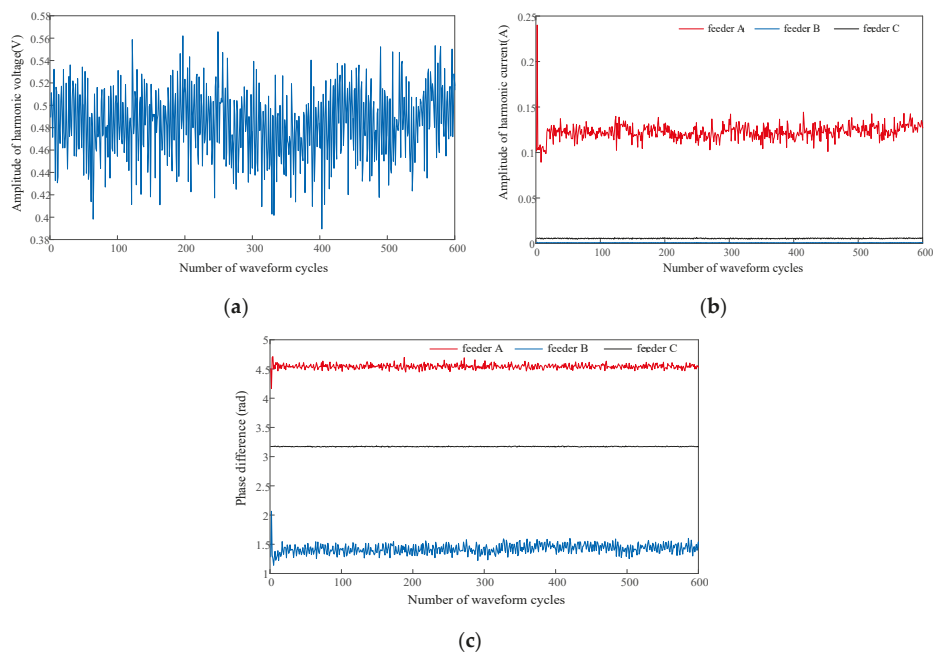 0.58
0.56
0.54
0.52
0.5
0.48
0.46
0.44
0.42
0.4
0.38
Amplitude of harmonic voltage(V)
0 100 200 300 400 500 600
Number of waveform cycles
(a)
feeder A feeder B feeder C
0.25
0.2
0.15
0.1
0.05
0
Amplitude of harmonic current(A)
0 100 200 300 400 500 600
Number of waveform cycles
(b)
feeder A feeder B feeder C
5
4.5
4
3.5
3
2.5
2
1.5
1
Phase difference (rad)
0 100 200 300 400 500 600
Number of waveform cycles
(c)